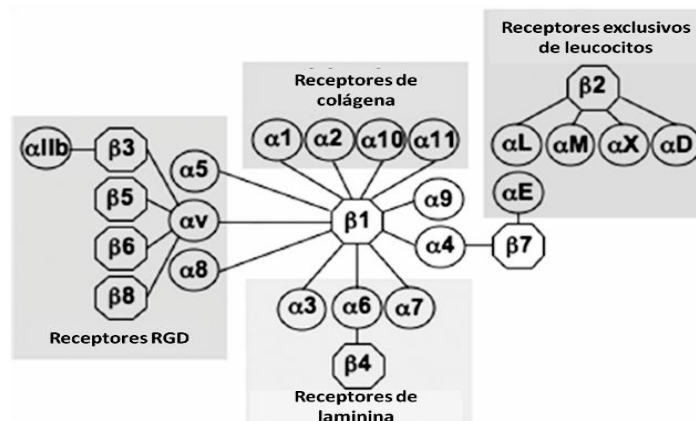 Receptores exclusivos
de leucocitos
β2
αL αM αX αD
αE
β7
Receptores de
colágena
α1 α2 α10 α11
αIIb β3 α5
β5 αv
β6
β8 α8
Receptores RGD
β1
α9
α4
α3 α6 α7
β4
Receptores de
laminina